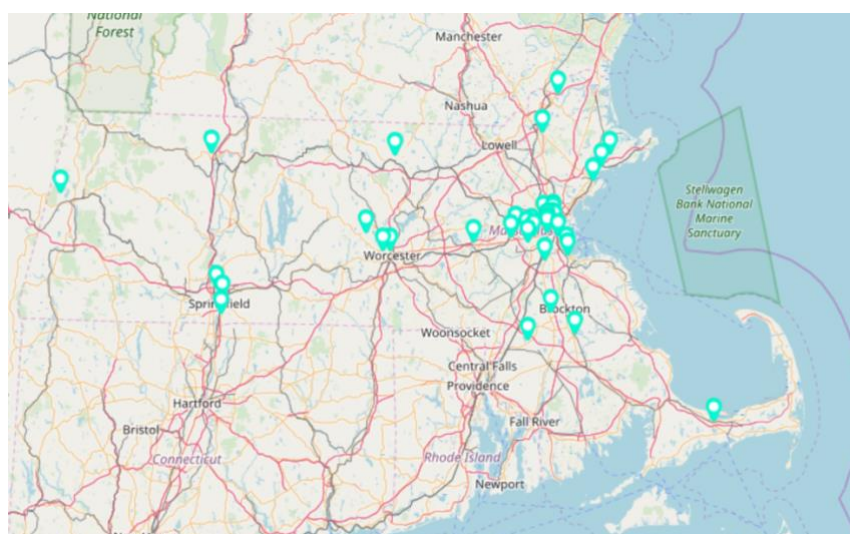 National
Forest
Manchester
Nashua
Lowell
Stellwagen
Bank National
Marine
Sanctuary
Worcester
Springfield
Brockton
Woonsocket
Central Falls
Providence
Hartford
Fall River
Bristol
Connecticut
Rhode Island
Newport